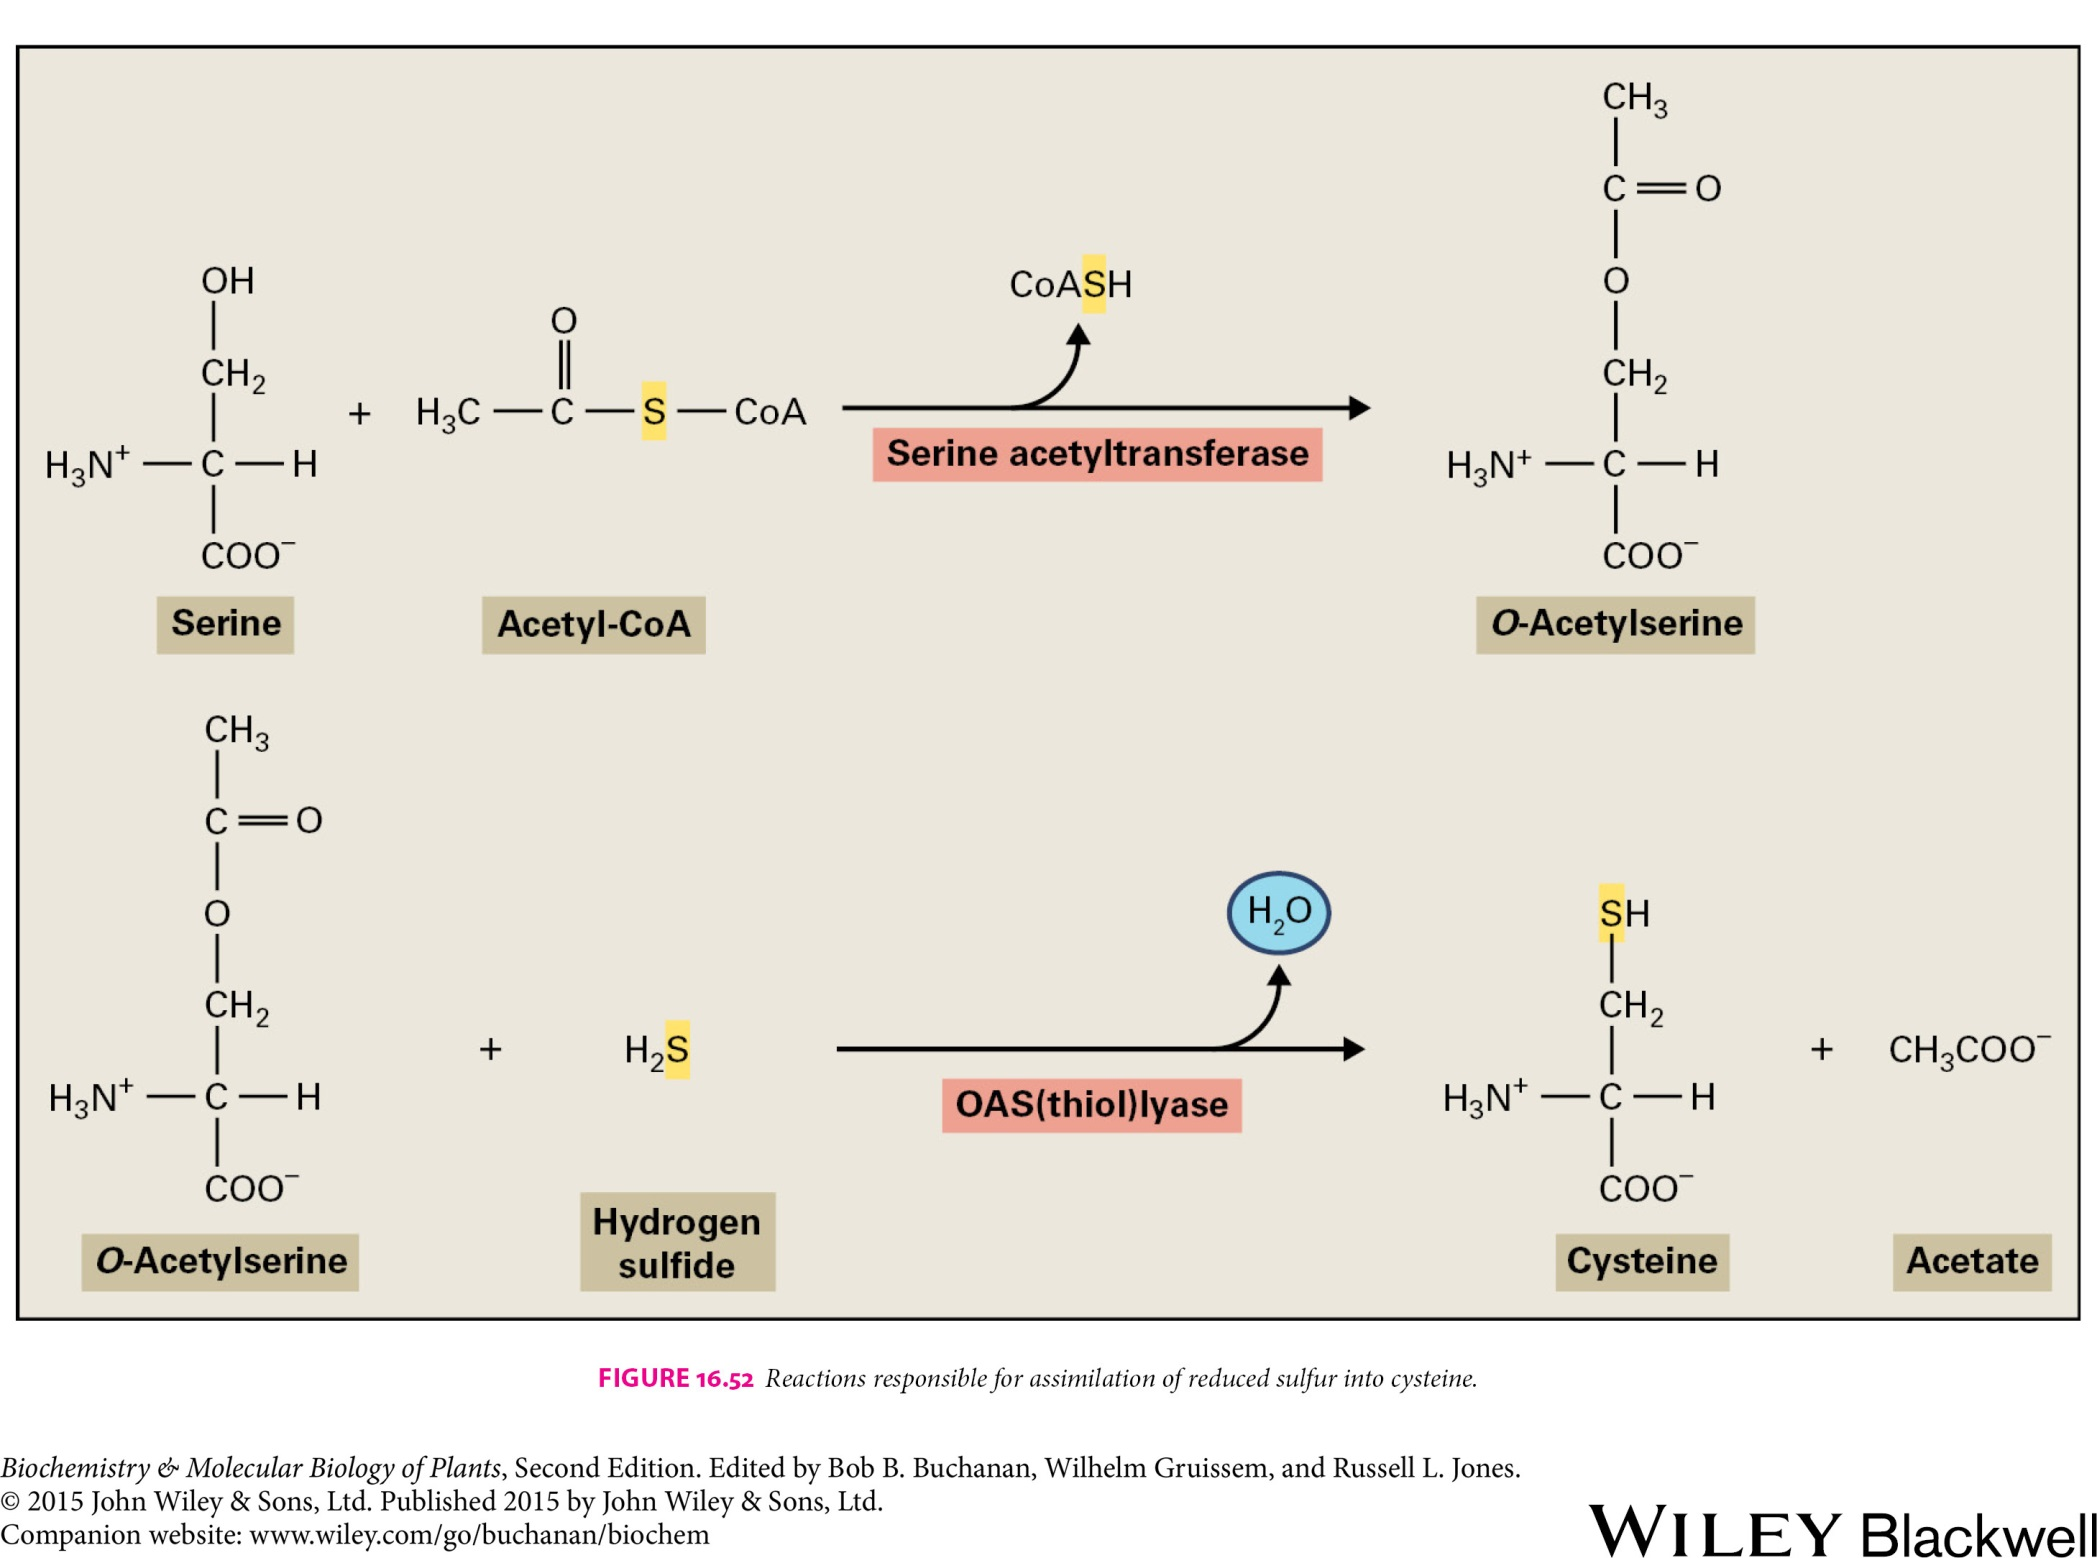 CH₃
C=O
OH
CoASH
O
O
CH₂
CH₂
+ H₃C—C—S—CoA
Serine acetyltransferase
H₃N⁺—C—H
H₃N⁺—C—H
COO⁻
COO⁻
Serine
Acetyl-CoA
O-Acetylserine
CH₃
C=O
O
H₂O
SH
CH₂
CH₂
+ H₂S
+ CH₃COO⁻
H₃N⁺—C—H
OAS(thiol)lyase
H₃N⁺—C—H
COO⁻
COO⁻
O-Acetylserine
Hydrogen
sulfide
Cysteine
Acetate
FIGURE 16.52 Reactions responsible for assimilation of reduced sulfur into cysteine.
Biochemistry & Molecular Biology of Plants, Second Edition. Edited by Bob B. Buchanan, Wilhelm Gruissem, and Russell L. Jones.
© 2015 John Wiley & Sons, Ltd. Published 2015 by John Wiley & Sons, Ltd.
Companion website: www.wiley.com/go/buchanan/biochem
WILEY Blackwell